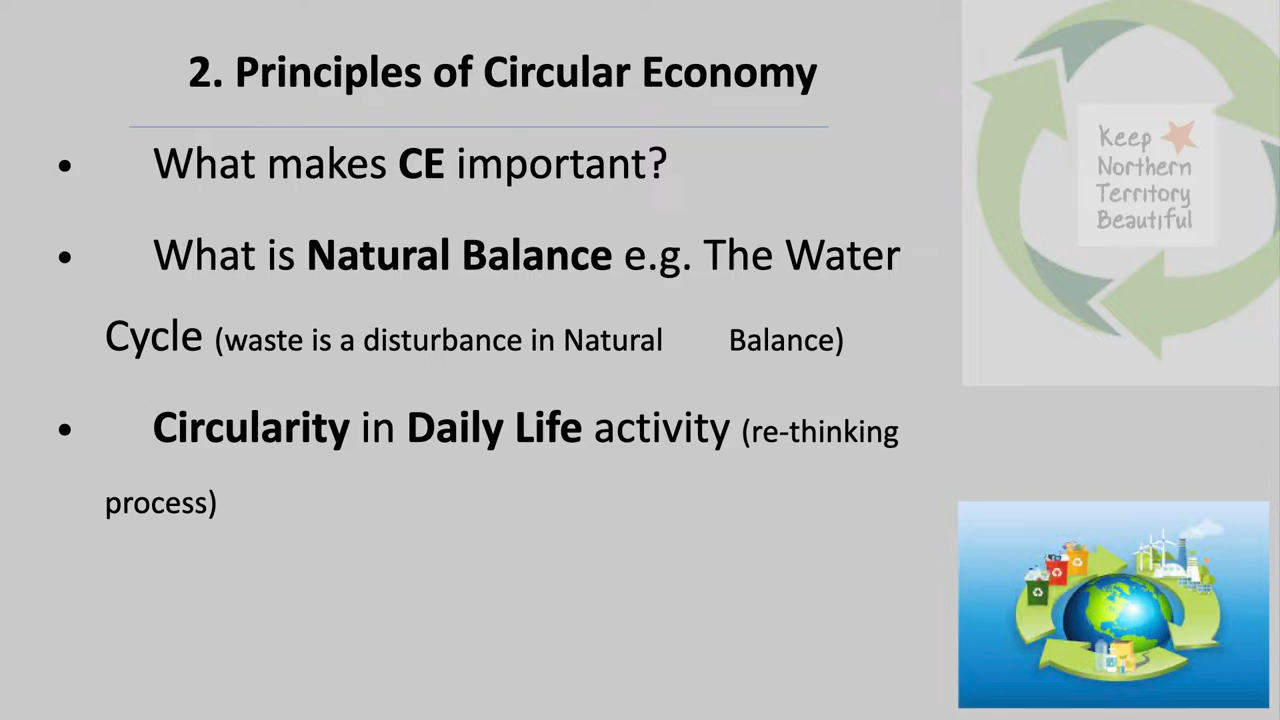 2. Principles of Circular Economy
• What makes CE important?
• What is Natural Balance e.g. The Water
Cycle (waste is a disturbance in Natural Balance)
• Circularity in Daily Life activity (re-thinking
process)
Keep
Northern
Territory
Beautiful